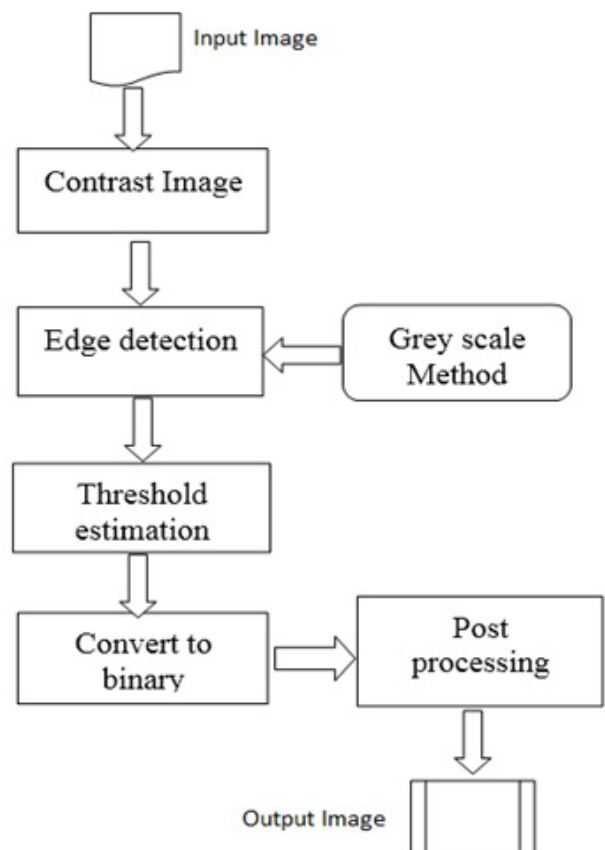 Input Image
Contrast Image
Edge detection
Grey scale
Method
Threshold
estimation
Convert to
binary
Post
processing
Output Image